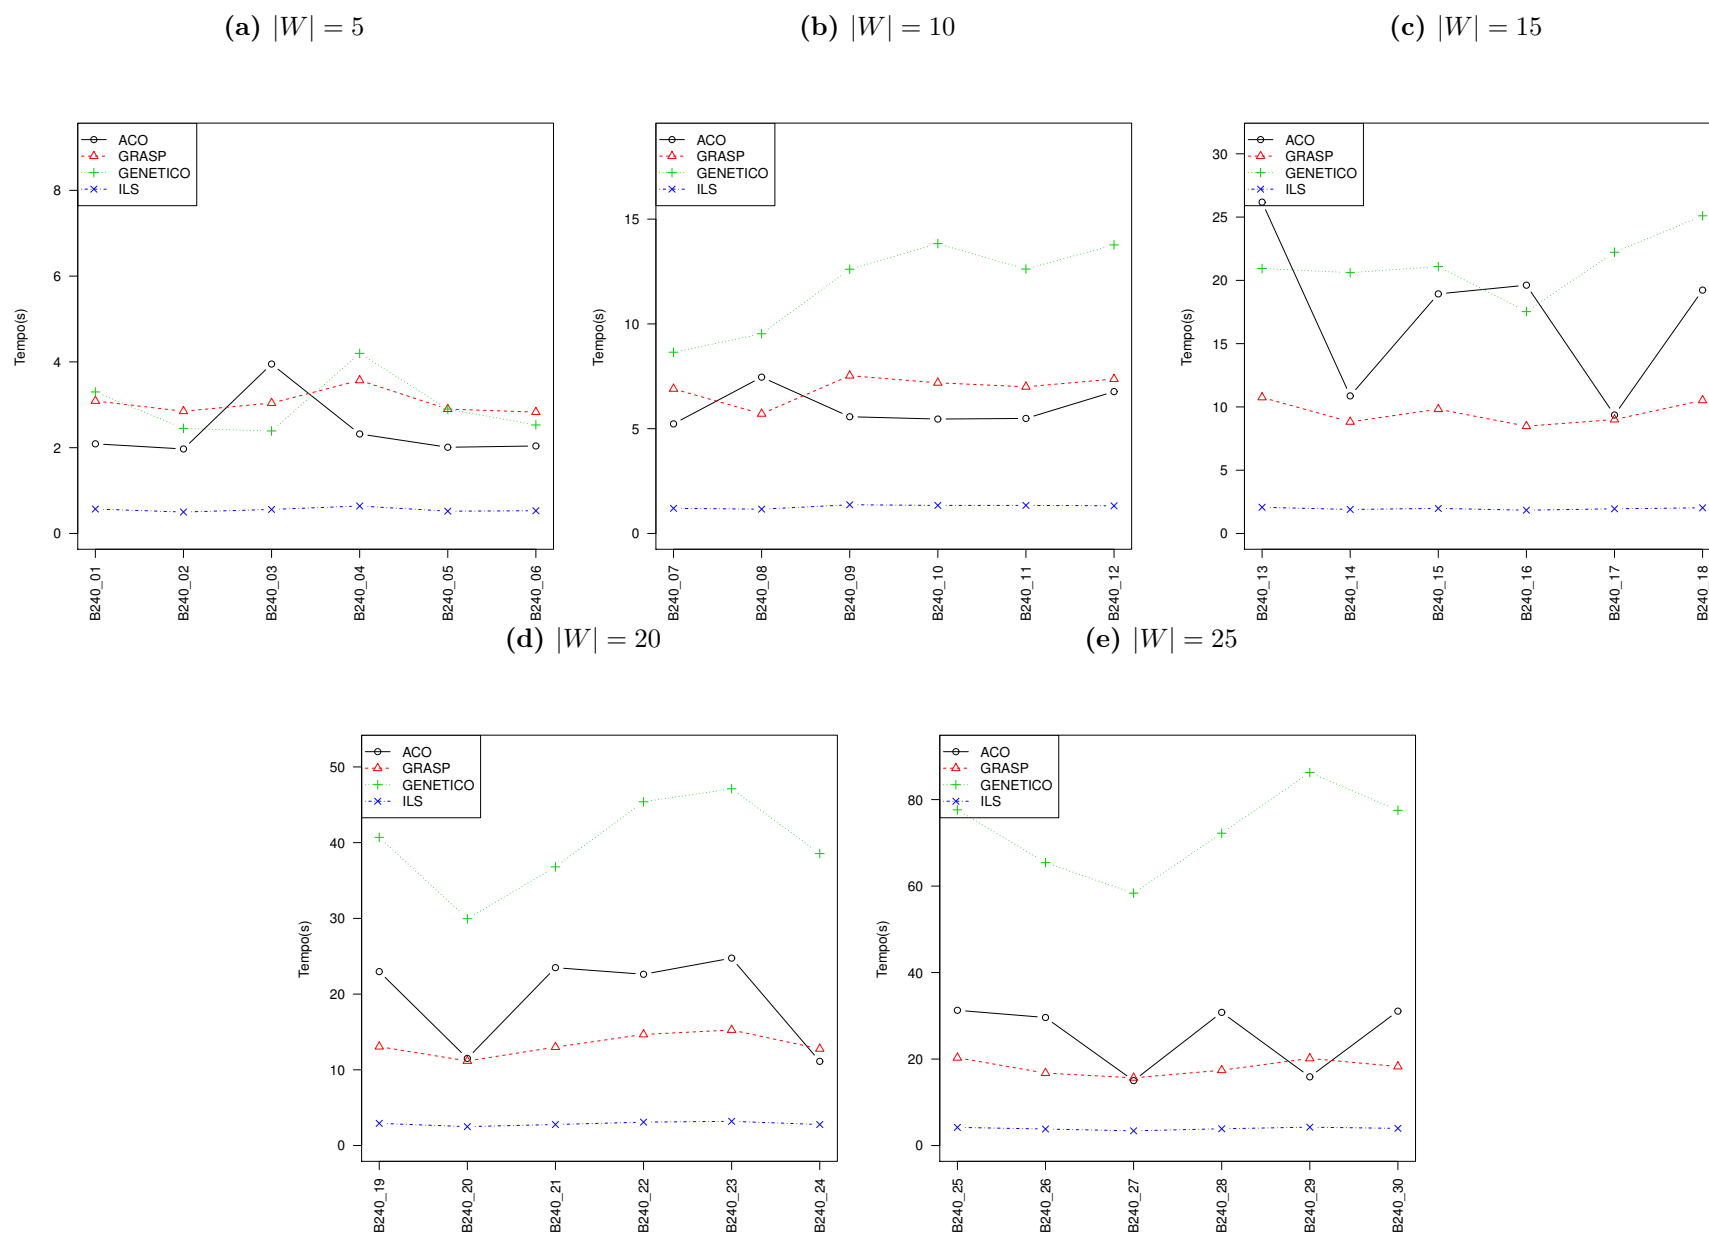 (a) |W| = 5
(b) |W| = 10
(c) |W| = 15
ACO
GRASP
GENETICO
ILS
8
6
4
2
0
Tempo(s)
B240_01
B240_02
B240_03
B240_04
B240_05
B240_06
ACO
GRASP
GENETICO
ILS
15
10
5
0
Tempo(s)
B240_07
B240_08
B240_09
B240_10
B240_11
B240_12
ACO
GRASP
GENETICO
ILS
30
25
20
15
10
5
0
Tempo(s)
B240_13
B240_14
B240_15
B240_16
B240_17
B240_18
(d) |W| = 20
(e) |W| = 25
ACO
GRASP
GENETICO
ILS
50
40
30
20
10
0
Tempo(s)
B240_19
B240_20
B240_21
B240_22
B240_23
B240_24
ACO
GRASP
GENETICO
ILS
80
60
40
20
0
Tempo(s)
B240_25
B240_26
B240_27
B240_28
B240_29
B240_30